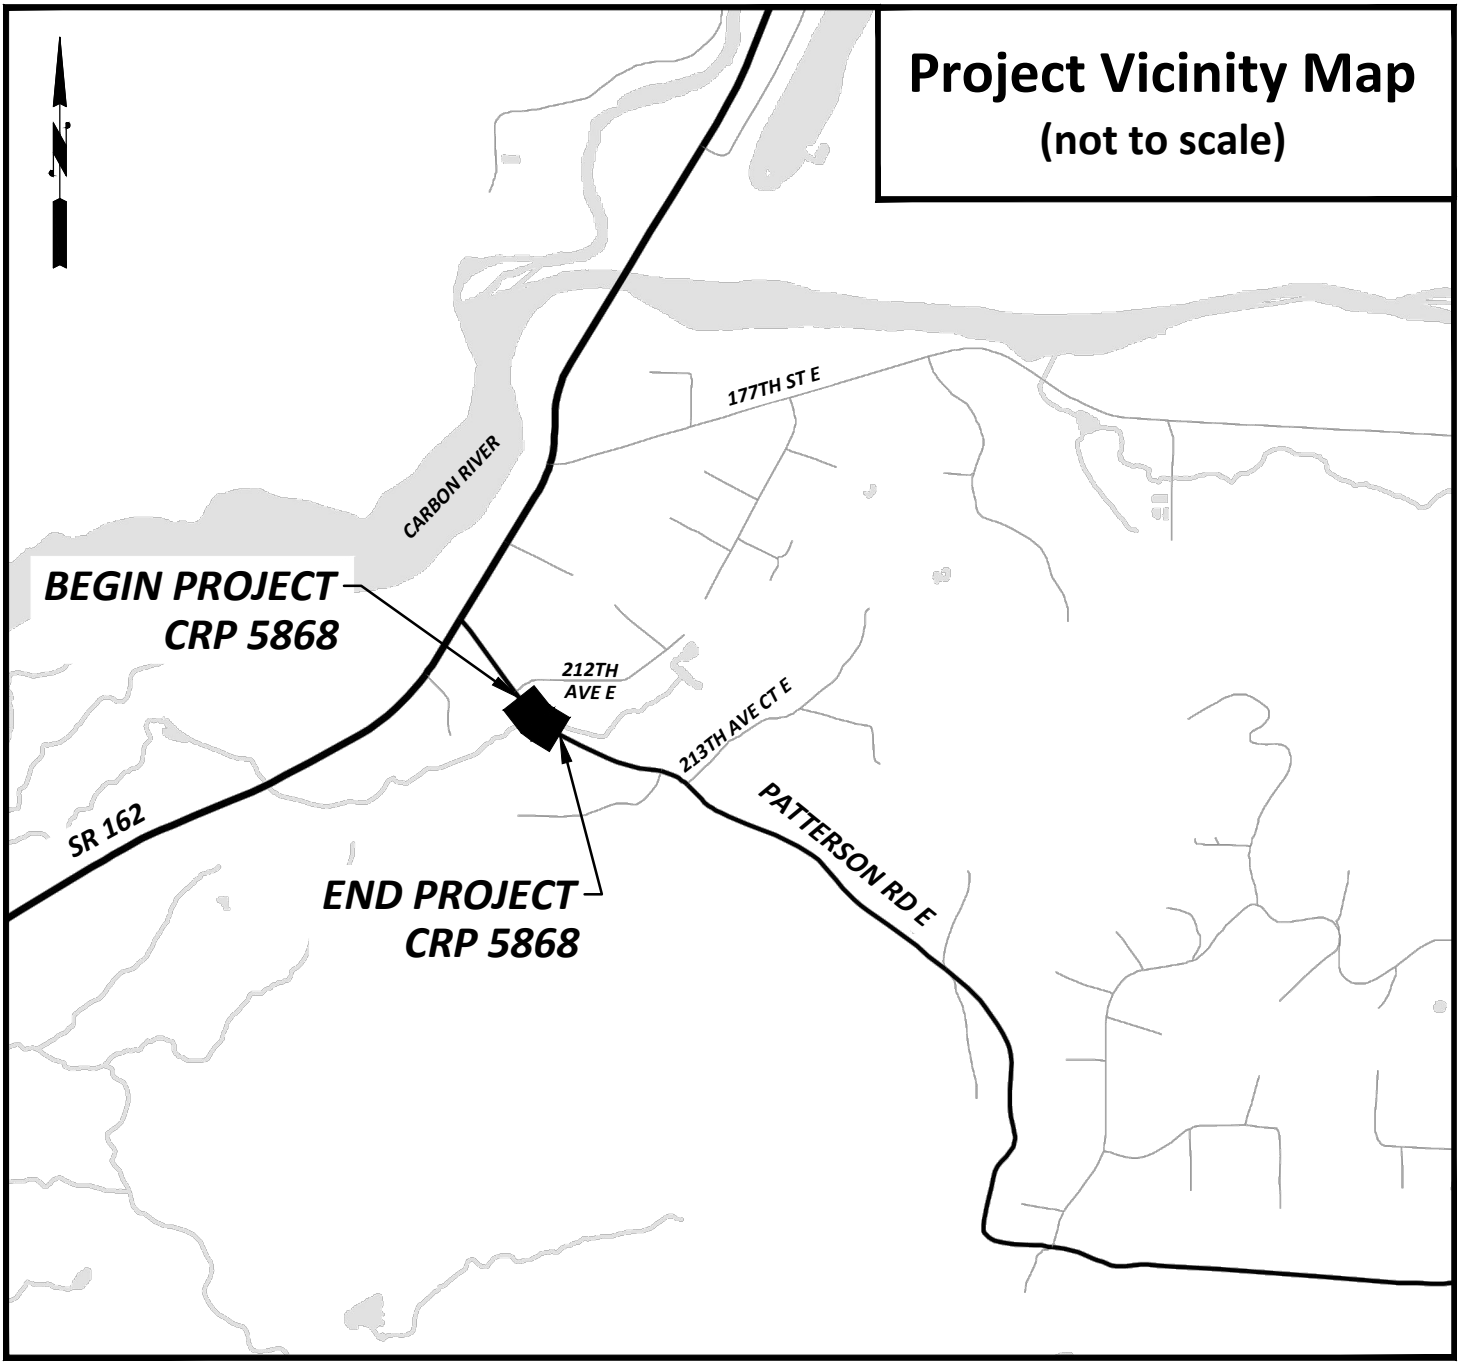 Project Vicinity Map
(not to scale)
N
177TH ST E
CARBON RIVER
BEGIN PROJECT
CRP 5868
212TH
AVE E
213TH AVE CT E
PATTERSON RD E
SR 162
END PROJECT
CRP 5868